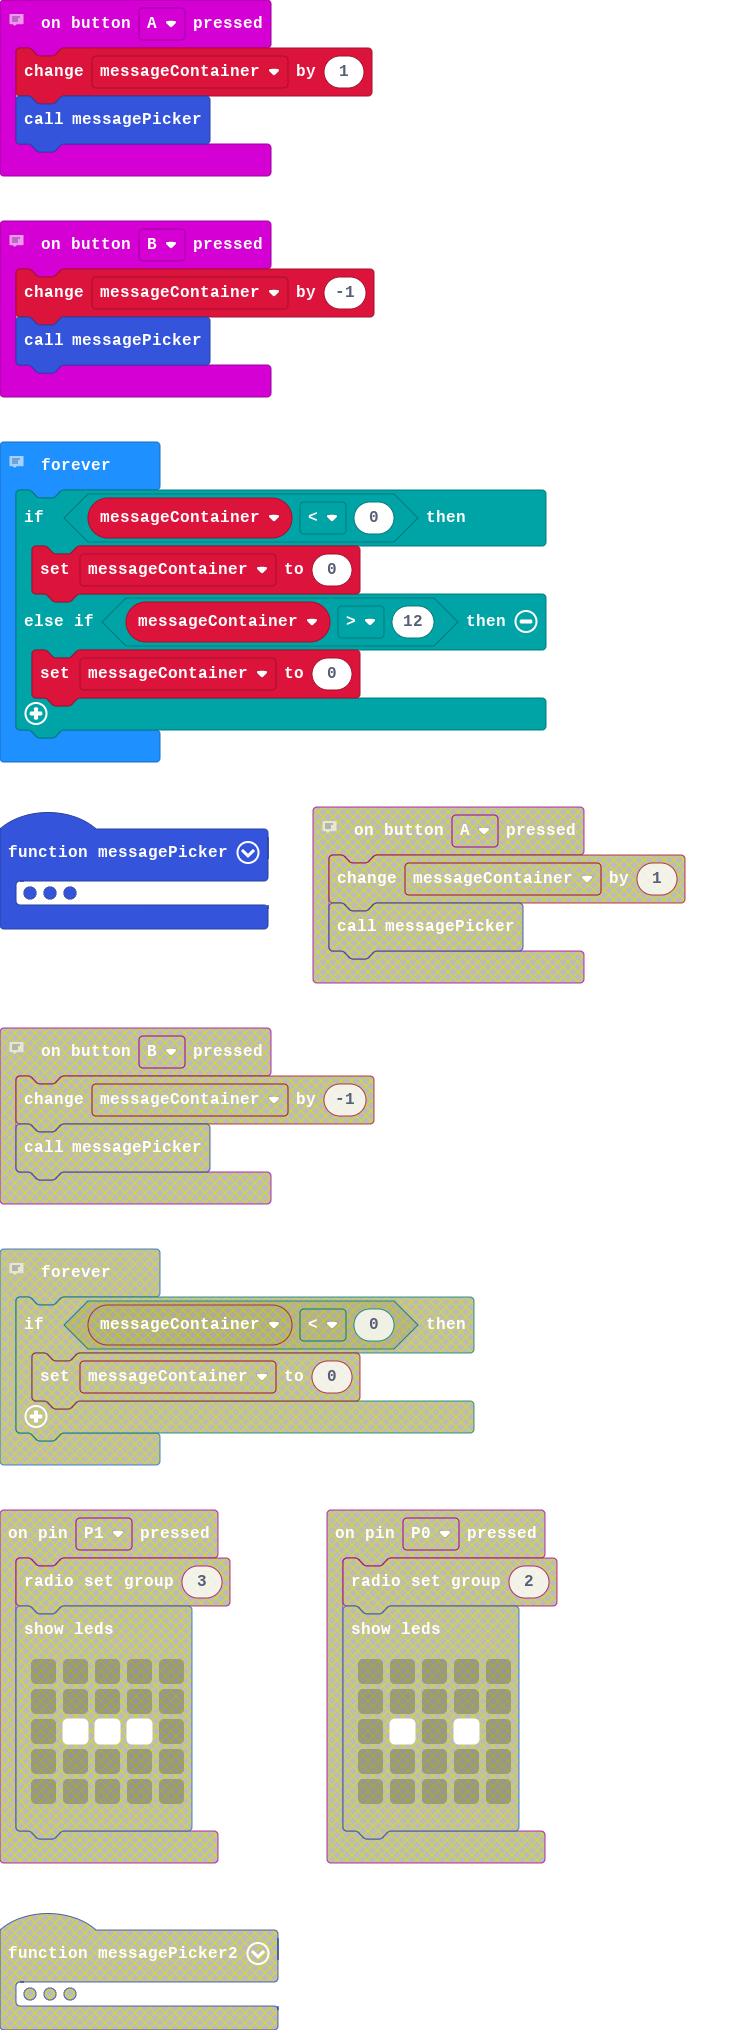 on button A pressed
change messageContainer by 1
call messagePicker
on button B pressed
change messageContainer by -1
call messagePicker
forever
if messageContainer < 0 then
set messageContainer to 0
else if messageContainer > 12 then
set messageContainer to 0
function messagePicker
on button A pressed
change messageContainer by 1
call messagePicker
on button B pressed
change messageContainer by -1
call messagePicker
forever
if messageContainer < 0 then
set messageContainer to 0
on pin P1 pressed
radio set group 3
show leds
on pin P0 pressed
radio set group 2
show leds
function messagePicker2